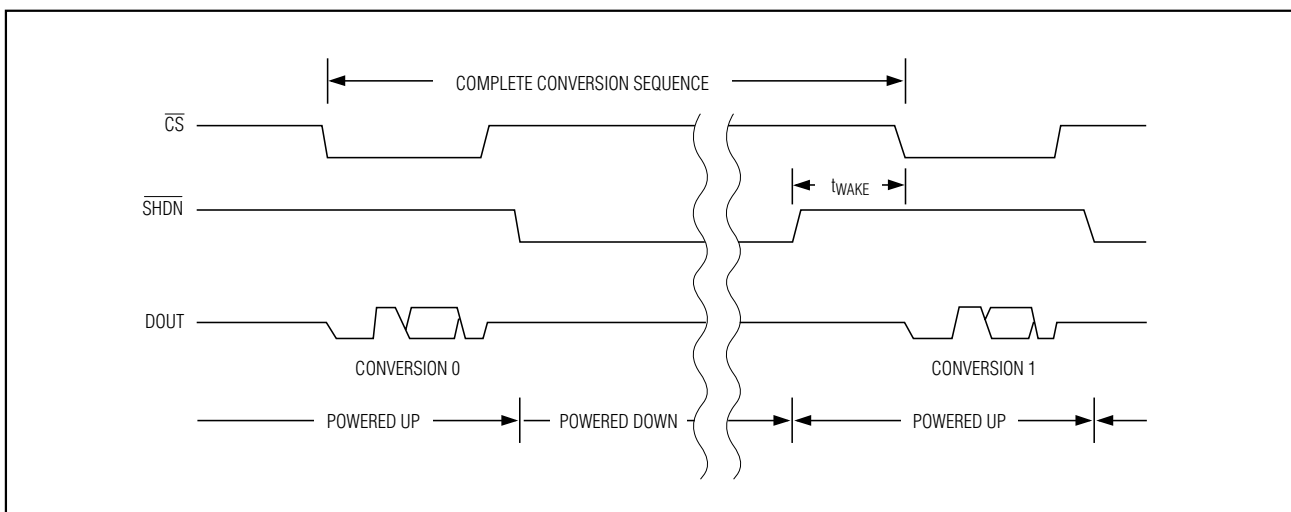 COMPLETE CONVERSION SEQUENCE
CS
tWAKE
SHDN
DOUT
CONVERSION 0
CONVERSION 1
POWERED UP
POWERED DOWN
POWERED UP